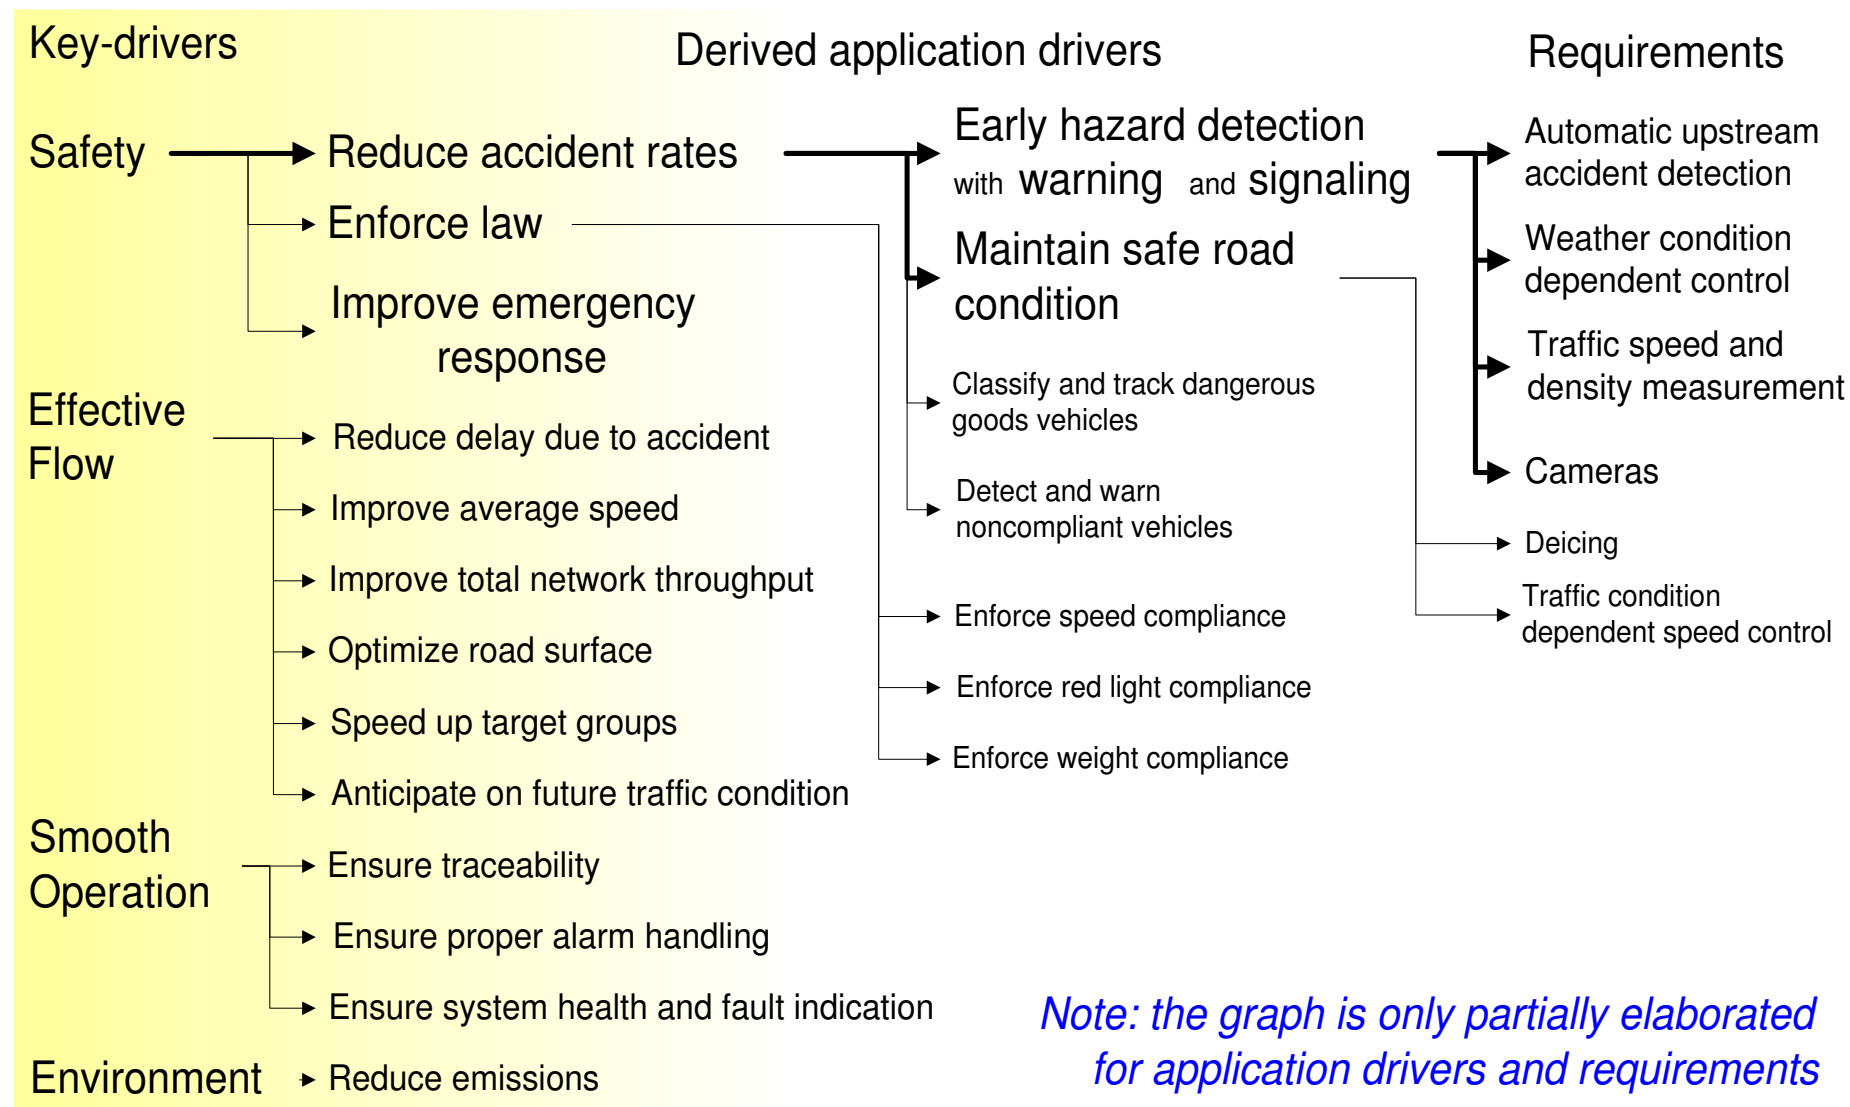 Key-drivers
Derived application drivers
Requirements
Safety
Reduce accident rates
Enforce law
Improve emergency
response
Effective
Flow
Reduce delay due to accident
Improve average speed
Improve total network throughput
Optimize road surface
Speed up target groups
Anticipate on future traffic condition
Smooth
Operation
Ensure traceability
Ensure proper alarm handling
Ensure system health and fault indication
Environment
Reduce emissions
Early hazard detection
with warning and signaling
Maintain safe road
condition
Classify and track dangerous
goods vehicles
Detect and warn
noncompliant vehicles
Enforce speed compliance
Enforce red light compliance
Enforce weight compliance
Automatic upstream
accident detection
Weather condition
dependent control
Traffic speed and
density measurement
Cameras
Deicing
Traffic condition
dependent speed control
Note: the graph is only partially elaborated
for application drivers and requirements